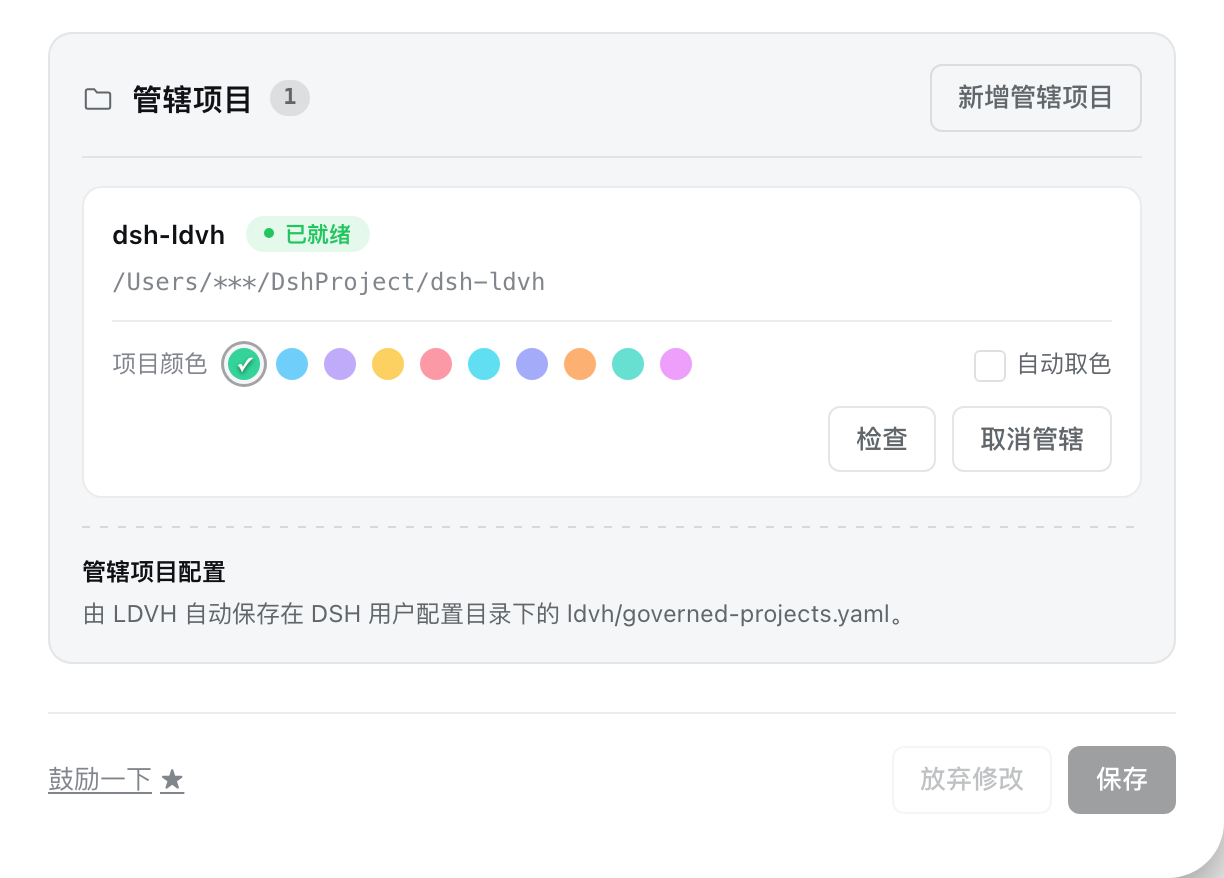 管辖项目 1
新增管辖项目
dsh-ldvh 已就绪
/Users/***/DshProject/dsh-ldvh
项目颜色
自动取色
检查
取消管辖
管辖项目配置
由 LDVH 自动保存在 DSH 用户配置目录下的 ldvh/governed-projects.yaml。
鼓励一下 ★
放弃修改
保存